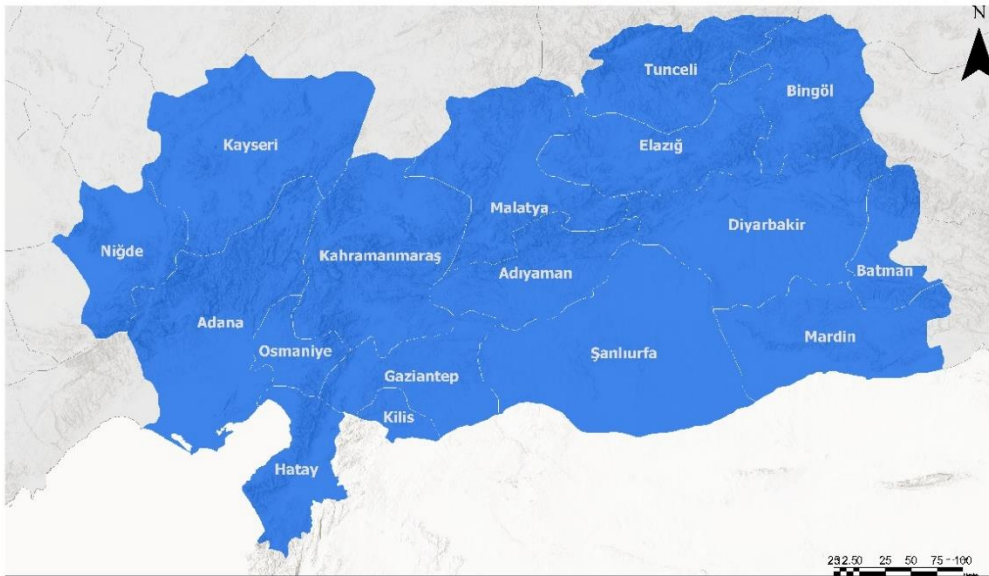 N
Tunceli
Bingöl
Kayseri
Elazığ
Malatya
Diyarbakir
Niğde
Kahramanmaraş
Adıyaman
Batman
Adana
Osmaniye
Şanlıurfa
Mardin
Gaziantep
Kilis
Hatay
25 50 75